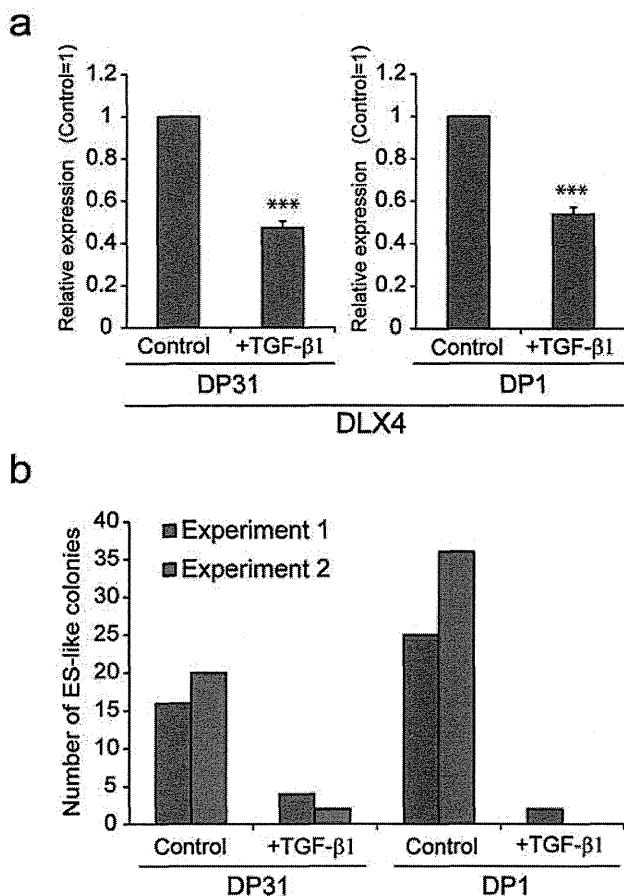 a
Relative expression (Control=1)
1.2
1
0.8
0.6
0.4
0.2
0
***
Control +TGF-β1
DP31
Relative expression (Control=1)
1.2
1
0.8
0.6
0.4
0.2
0
***
Control +TGF-β1
DP1
DLX4
b
Number of ES-like colonies
40
35
30
25
20
15
10
5
0
Experiment 1
Experiment 2
Control +TGF-β1 Control +TGF-β1
DP31 DP1